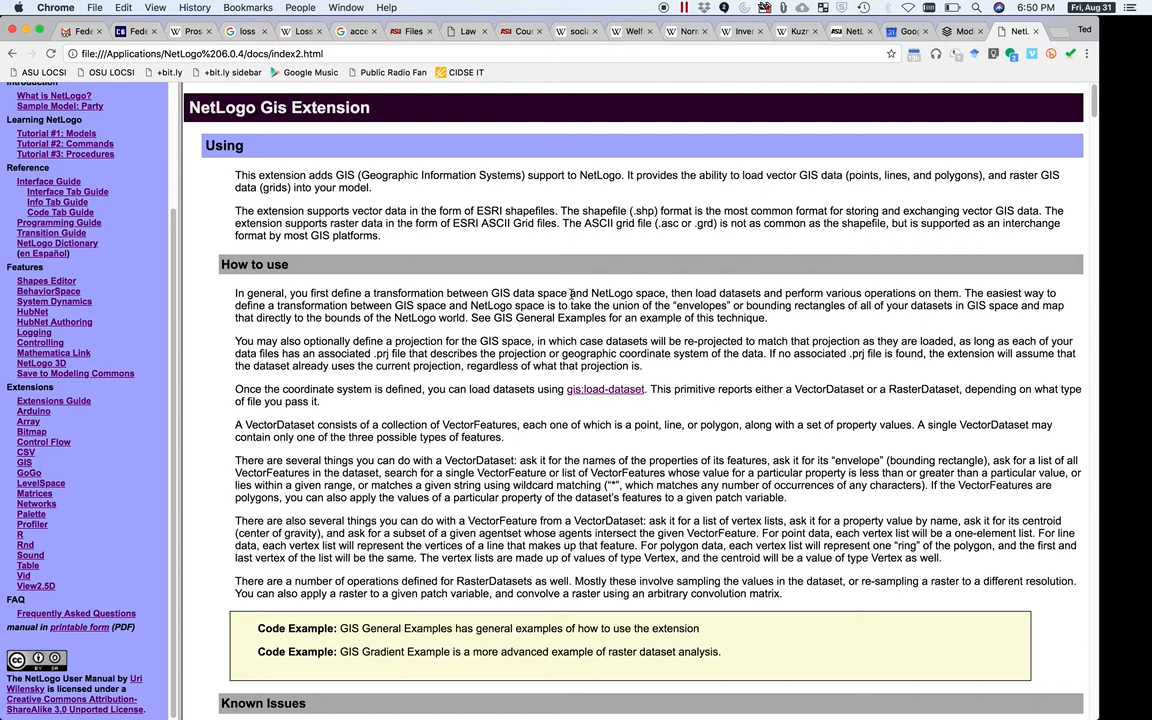 Chrome File Edit View History Bookmarks People Window Help
6:50 PM Fri, Aug 31
Fede Fede Pros loss Loss acce Files Law Cou socia Welf Norr Inve Kuzn NetL Goog Mod NetL Ted
file:///Applications/NetLogo%206.0.4/docs/index2.html
ASU LOCSI OSU LOCSI +bit.ly +bit.ly sidebar Google Music Public Radio Fan CIDSE IT
Introduction
What is NetLogo?
Sample Model: Party
Learning NetLogo
Tutorial #1: Models
Tutorial #2: Commands
Tutorial #3: Procedures
Reference
Interface Guide
Interface Tab Guide
Info Tab Guide
Code Tab Guide
Programming Guide
Transition Guide
NetLogo Dictionary
(en Español)
Features
Shapes Editor
BehaviorSpace
System Dynamics
HubNet
HubNet Authoring
Logging
Controlling
Mathematica Link
NetLogo 3D
Save to Modeling Commons
Extensions
Extensions Guide
Arduino
Array
Bitmap
Control Flow
CSV
GIS
GoGo
LevelSpace
Matrices
Networks
Palette
Profiler
R
Rnd
Sound
Table
Vid
View2.5D
FAQ
Frequently Asked Questions
manual in printable form (PDF)
The NetLogo User Manual by Uri
Wilensky is licensed under a
Creative Commons Attribution-
ShareAlike 3.0 Unported License.
NetLogo Gis Extension
Using
This extension adds GIS (Geographic Information Systems) support to NetLogo. It provides the ability to load vector GIS data (points, lines, and polygons), and raster GIS
data (grids) into your model.
The extension supports vector data in the form of ESRI shapefiles. The shapefile (.shp) format is the most common format for storing and exchanging vector GIS data. The
extension supports raster data in the form of ESRI ASCII Grid files. The ASCII grid file (.asc or .grd) is not as common as the shapefile, but is supported as an interchange
format by most GIS platforms.
How to use
In general, you first define a transformation between GIS data space and NetLogo space, then load datasets and perform various operations on them. The easiest way to
define a transformation between GIS space and NetLogo space is to take the union of the “envelopes” or bounding rectangles of all of your datasets in GIS space and map
that directly to the bounds of the NetLogo world. See GIS General Examples for an example of this technique.
You may also optionally define a projection for the GIS space, in which case datasets will be re-projected to match that projection as they are loaded, as long as each of your
data files has an associated .prj file that describes the projection or geographic coordinate system of the data. If no associated .prj file is found, the extension will assume that
the dataset already uses the current projection, regardless of what that projection is.
Once the coordinate system is defined, you can load datasets using gis:load-dataset. This primitive reports either a VectorDataset or a RasterDataset, depending on what type
of file you pass it.
A VectorDataset consists of a collection of VectorFeatures, each one of which is a point, line, or polygon, along with a set of property values. A single VectorDataset may
contain only one of the three possible types of features.
There are several things you can do with a VectorDataset: ask it for the names of the properties of its features, ask it for its “envelope” (bounding rectangle), ask for a list of all
VectorFeatures in the dataset, search for a single VectorFeature or list of VectorFeatures whose value for a particular property is less than or greater than a particular value, or
lies within a given range, or matches a given string using wildcard matching (“*”, which matches any number of occurrences of any characters). If the VectorFeatures are
polygons, you can also apply the values of a particular property of the dataset’s features to a given patch variable.
There are also several things you can do with a VectorFeature from a VectorDataset: ask it for a list of vertex lists, ask it for a property value by name, ask it for its centroid
(center of gravity), and ask for a subset of a given agentset whose agents intersect the given VectorFeature. For point data, each vertex list will be a one-element list. For line
data, each vertex list will represent the vertices of a line that makes up that feature. For polygon data, each vertex list will represent one “ring” of the polygon, and the first and
last vertex of the list will be the same. The vertex lists are made up of values of type Vertex, and the centroid will be a value of type Vertex as well.
There are a number of operations defined for RasterDatasets as well. Mostly these involve sampling the values in the dataset, or re-sampling a raster to a different resolution.
You can also apply a raster to a given patch variable, and convolve a raster using an arbitrary convolution matrix.
Code Example: GIS General Examples has general examples of how to use the extension
Code Example: GIS Gradient Example is a more advanced example of raster dataset analysis.
Known Issues